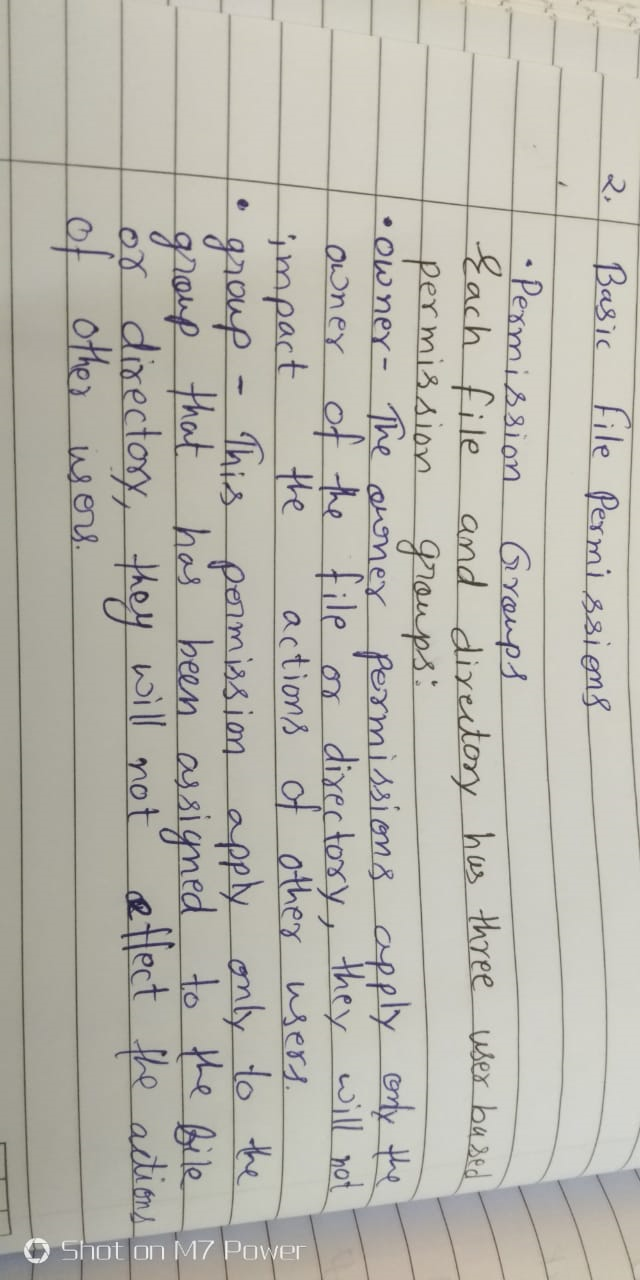 2. Basic File Permissions
• Permission Groups
Each file and directory has three user based
permission groups:
• owner - The owner permissions apply only the
owner of the file or directory, they will not
impact the actions of other users.
• group - This permission apply only to the
group that has been assigned to the file
or directory, they will not effect the actions
of other users.
Shot on M7 Power